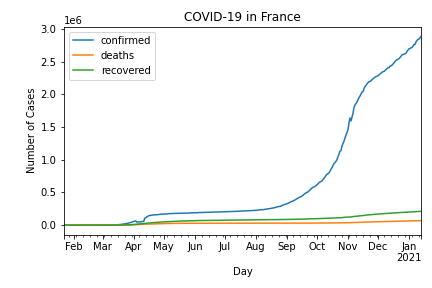 COVID-19 in France
1e6
3.0
2.5
2.0
1.5
1.0
0.5
0.0
Number of Cases
confirmed
deaths
recovered
Feb Mar Apr May Jun Jul Aug Sep Oct Nov Dec Jan
2021
Day